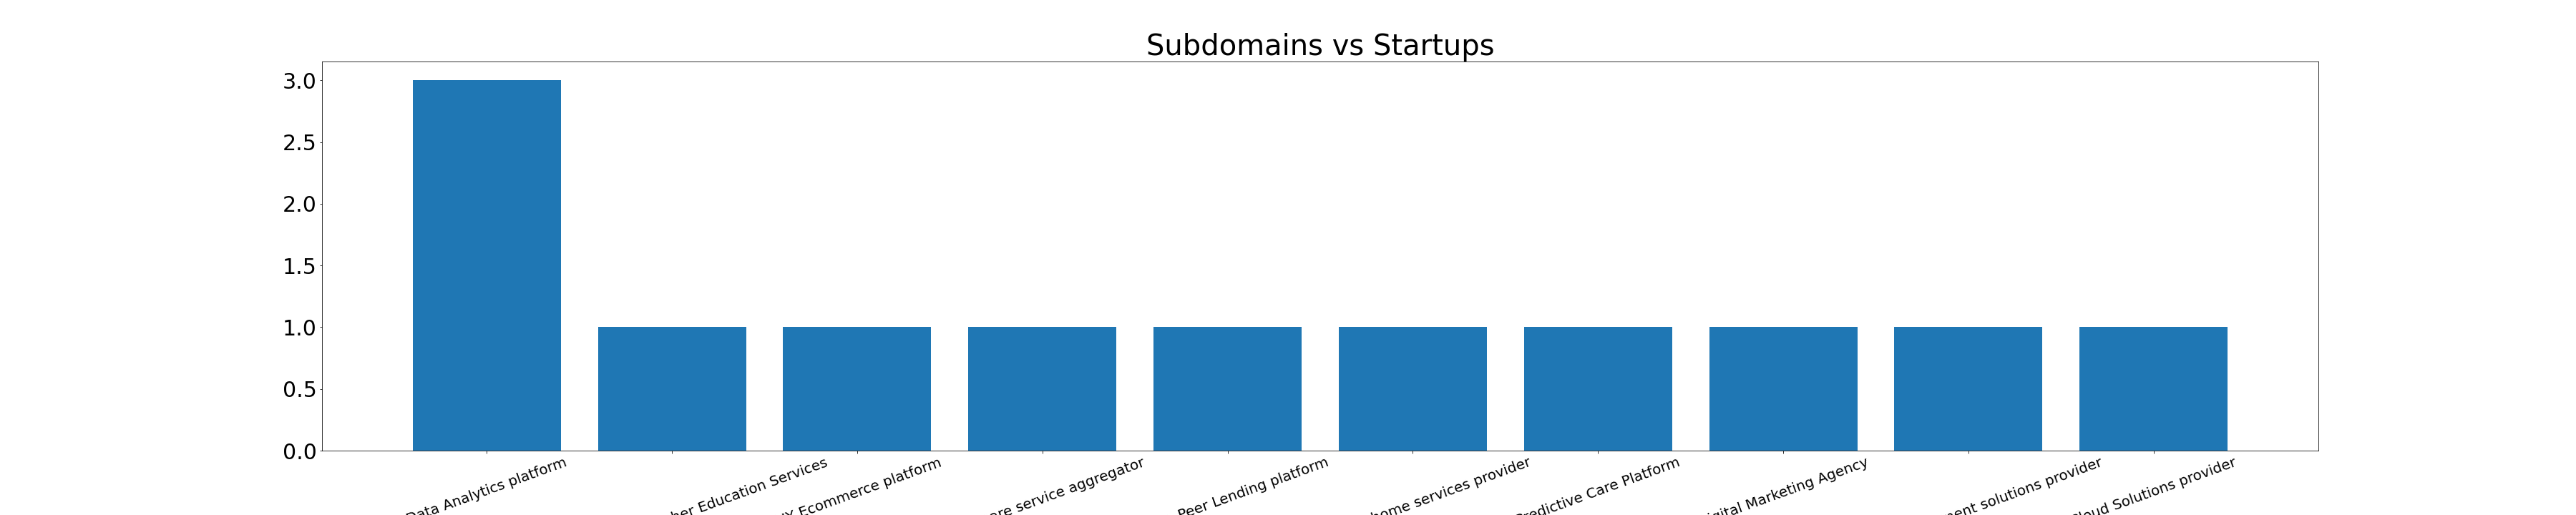 Subdomains vs Startups
3.0
2.5
2.0
1.5
1.0
0.5
0.0
Data Analytics platform
Education Services
Ecommerce platform
service aggregator
Peer Lending platform
home services provider
Predictive Care Platform
Digital Marketing Agency
solutions provider
Cloud Solutions provider